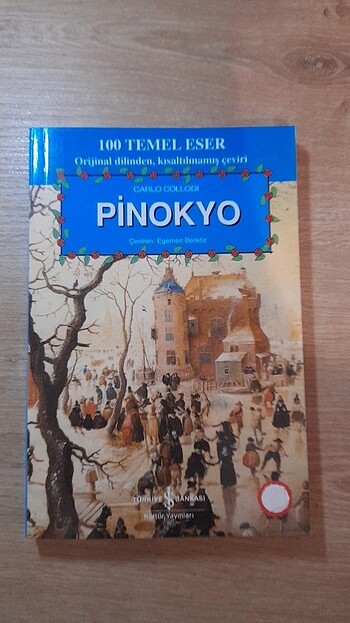 100 TEMEL ESER
Orijinal dilinden, kısaltılmamış çeviri
CARLO COLLODI
PİNOKYO
Çeviren: Egemen Berköz
TÜRKİYE İŞ BANKASI
Kültür Yayınları